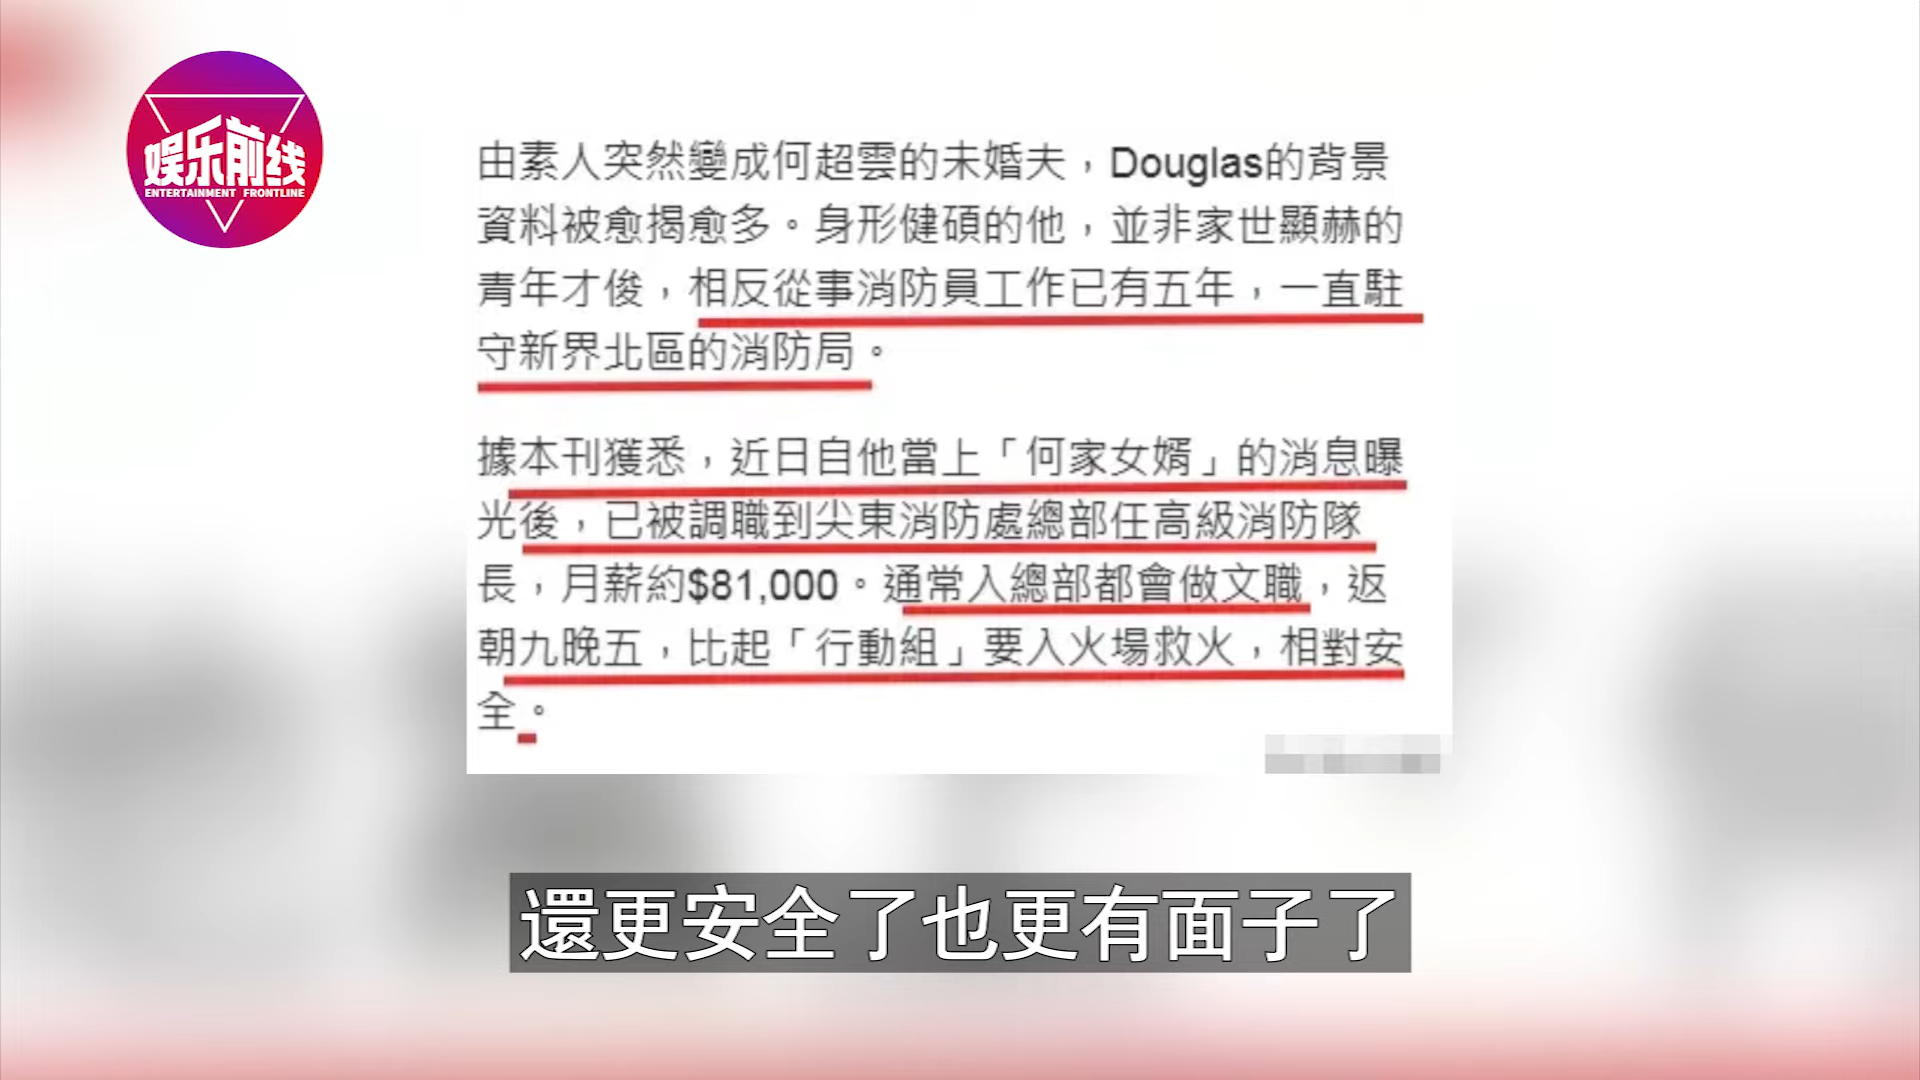 娱乐前线
ENTERTAINMENT FRONTLINE
由素人突然變成何超雲的未婚夫，Douglas的背景
資料被愈揭愈多。身形健碩的他，並非家世顯赫的
青年才俊，相反從事消防員工作已有五年，一直駐
守新界北區的消防局。
據本刊獲悉，近日自他當上「何家女婿」的消息曝
光後，已被調職到尖東消防處總部任高級消防隊
長，月薪約$81,000。通常入總部都會做文職，返
朝九晚五，比起「行動組」要入火場救火，相對安
全。
還更安全了也更有面子了